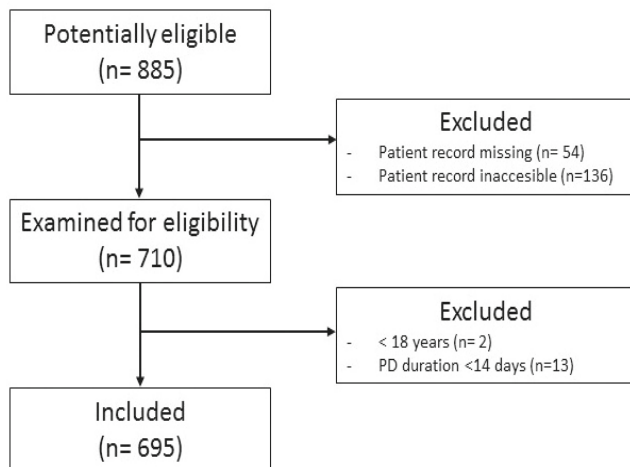 Potentially eligible
(n= 885)
Excluded
- Patient record missing (n= 54)
- Patient record inaccesible (n=136)
Examined for eligibility
(n= 710)
Excluded
- < 18 years (n= 2)
- PD duration <14 days (n=13)
Included
(n= 695)